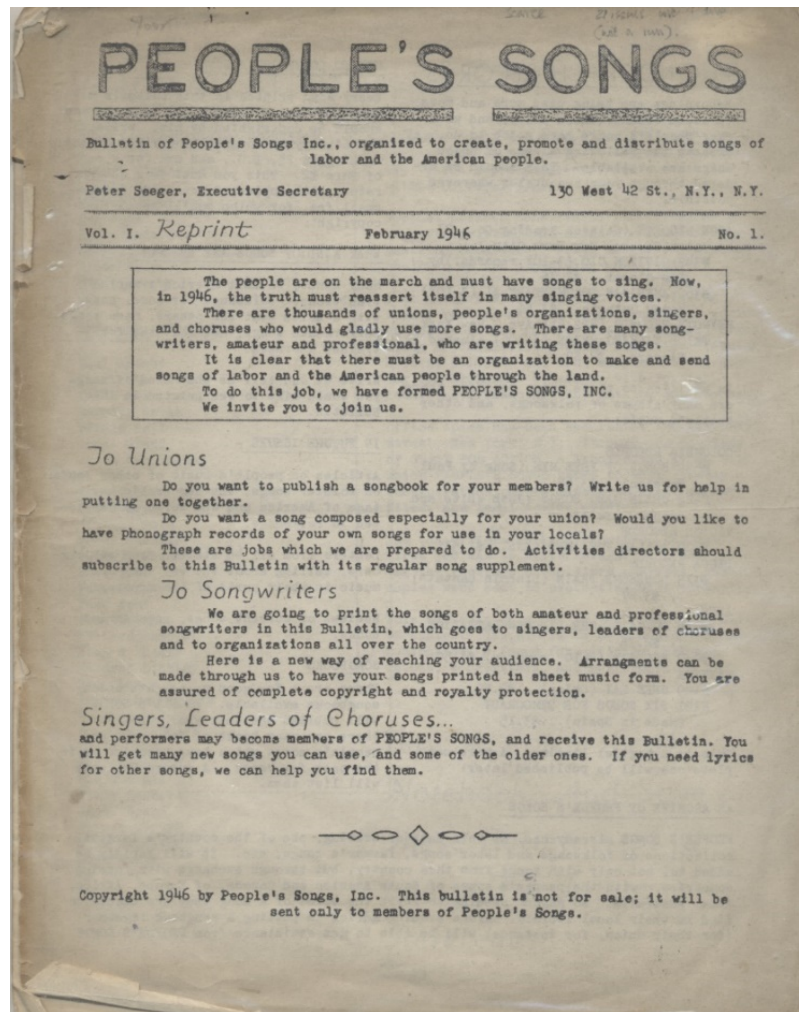 PEOPLE'S SONGS
Bulletin of People's Songs Inc., organized to create, promote and distribute songs of
labor and the American people.
Peter Seeger, Executive Secretary 130 West 42 St., N.Y., N.Y.
Vol. I. Reprint February 1946 No. 1.
The people are on the march and must have songs to sing. Now,
in 1946, the truth must reassert itself in many singing voices.
There are thousands of unions, people's organizations, singers,
and choruses who would gladly use more songs. There are many song-
writers, amateur and professional, who are writing these songs.
It is clear that there must be an organization to make and send
songs of labor and the American people through the land.
To do this job, we have formed PEOPLE'S SONGS, INC.
We invite you to join us.
To Unions
Do you want to publish a songbook for your members? Write us for help in
putting one together.
Do you want a song composed especially for your union? Would you like to
have phonograph records of your own songs for use in your locals?
These are jobs which we are prepared to do. Activities directors should
subscribe to this Bulletin with its regular song supplement.
To Songwriters
We are going to print the songs of both amateur and professional
songwriters in this Bulletin, which goes to singers, leaders of choruses
and to organizations all over the country.
Here is a new way of reaching your audience. Arrangments can be
made through us to have your songs printed in sheet music form. You are
assured of complete copyright and royalty protection.
Singers, Leaders of Choruses...
and performers may become members of PEOPLE'S SONGS, and receive this Bulletin. You
will get many new songs you can use, and some of the older ones. If you need lyrics
for other songs, we can help you find them.
Copyright 1946 by People's Songs, Inc. This bulletin is not for sale; it will be
sent only to members of People's Songs.